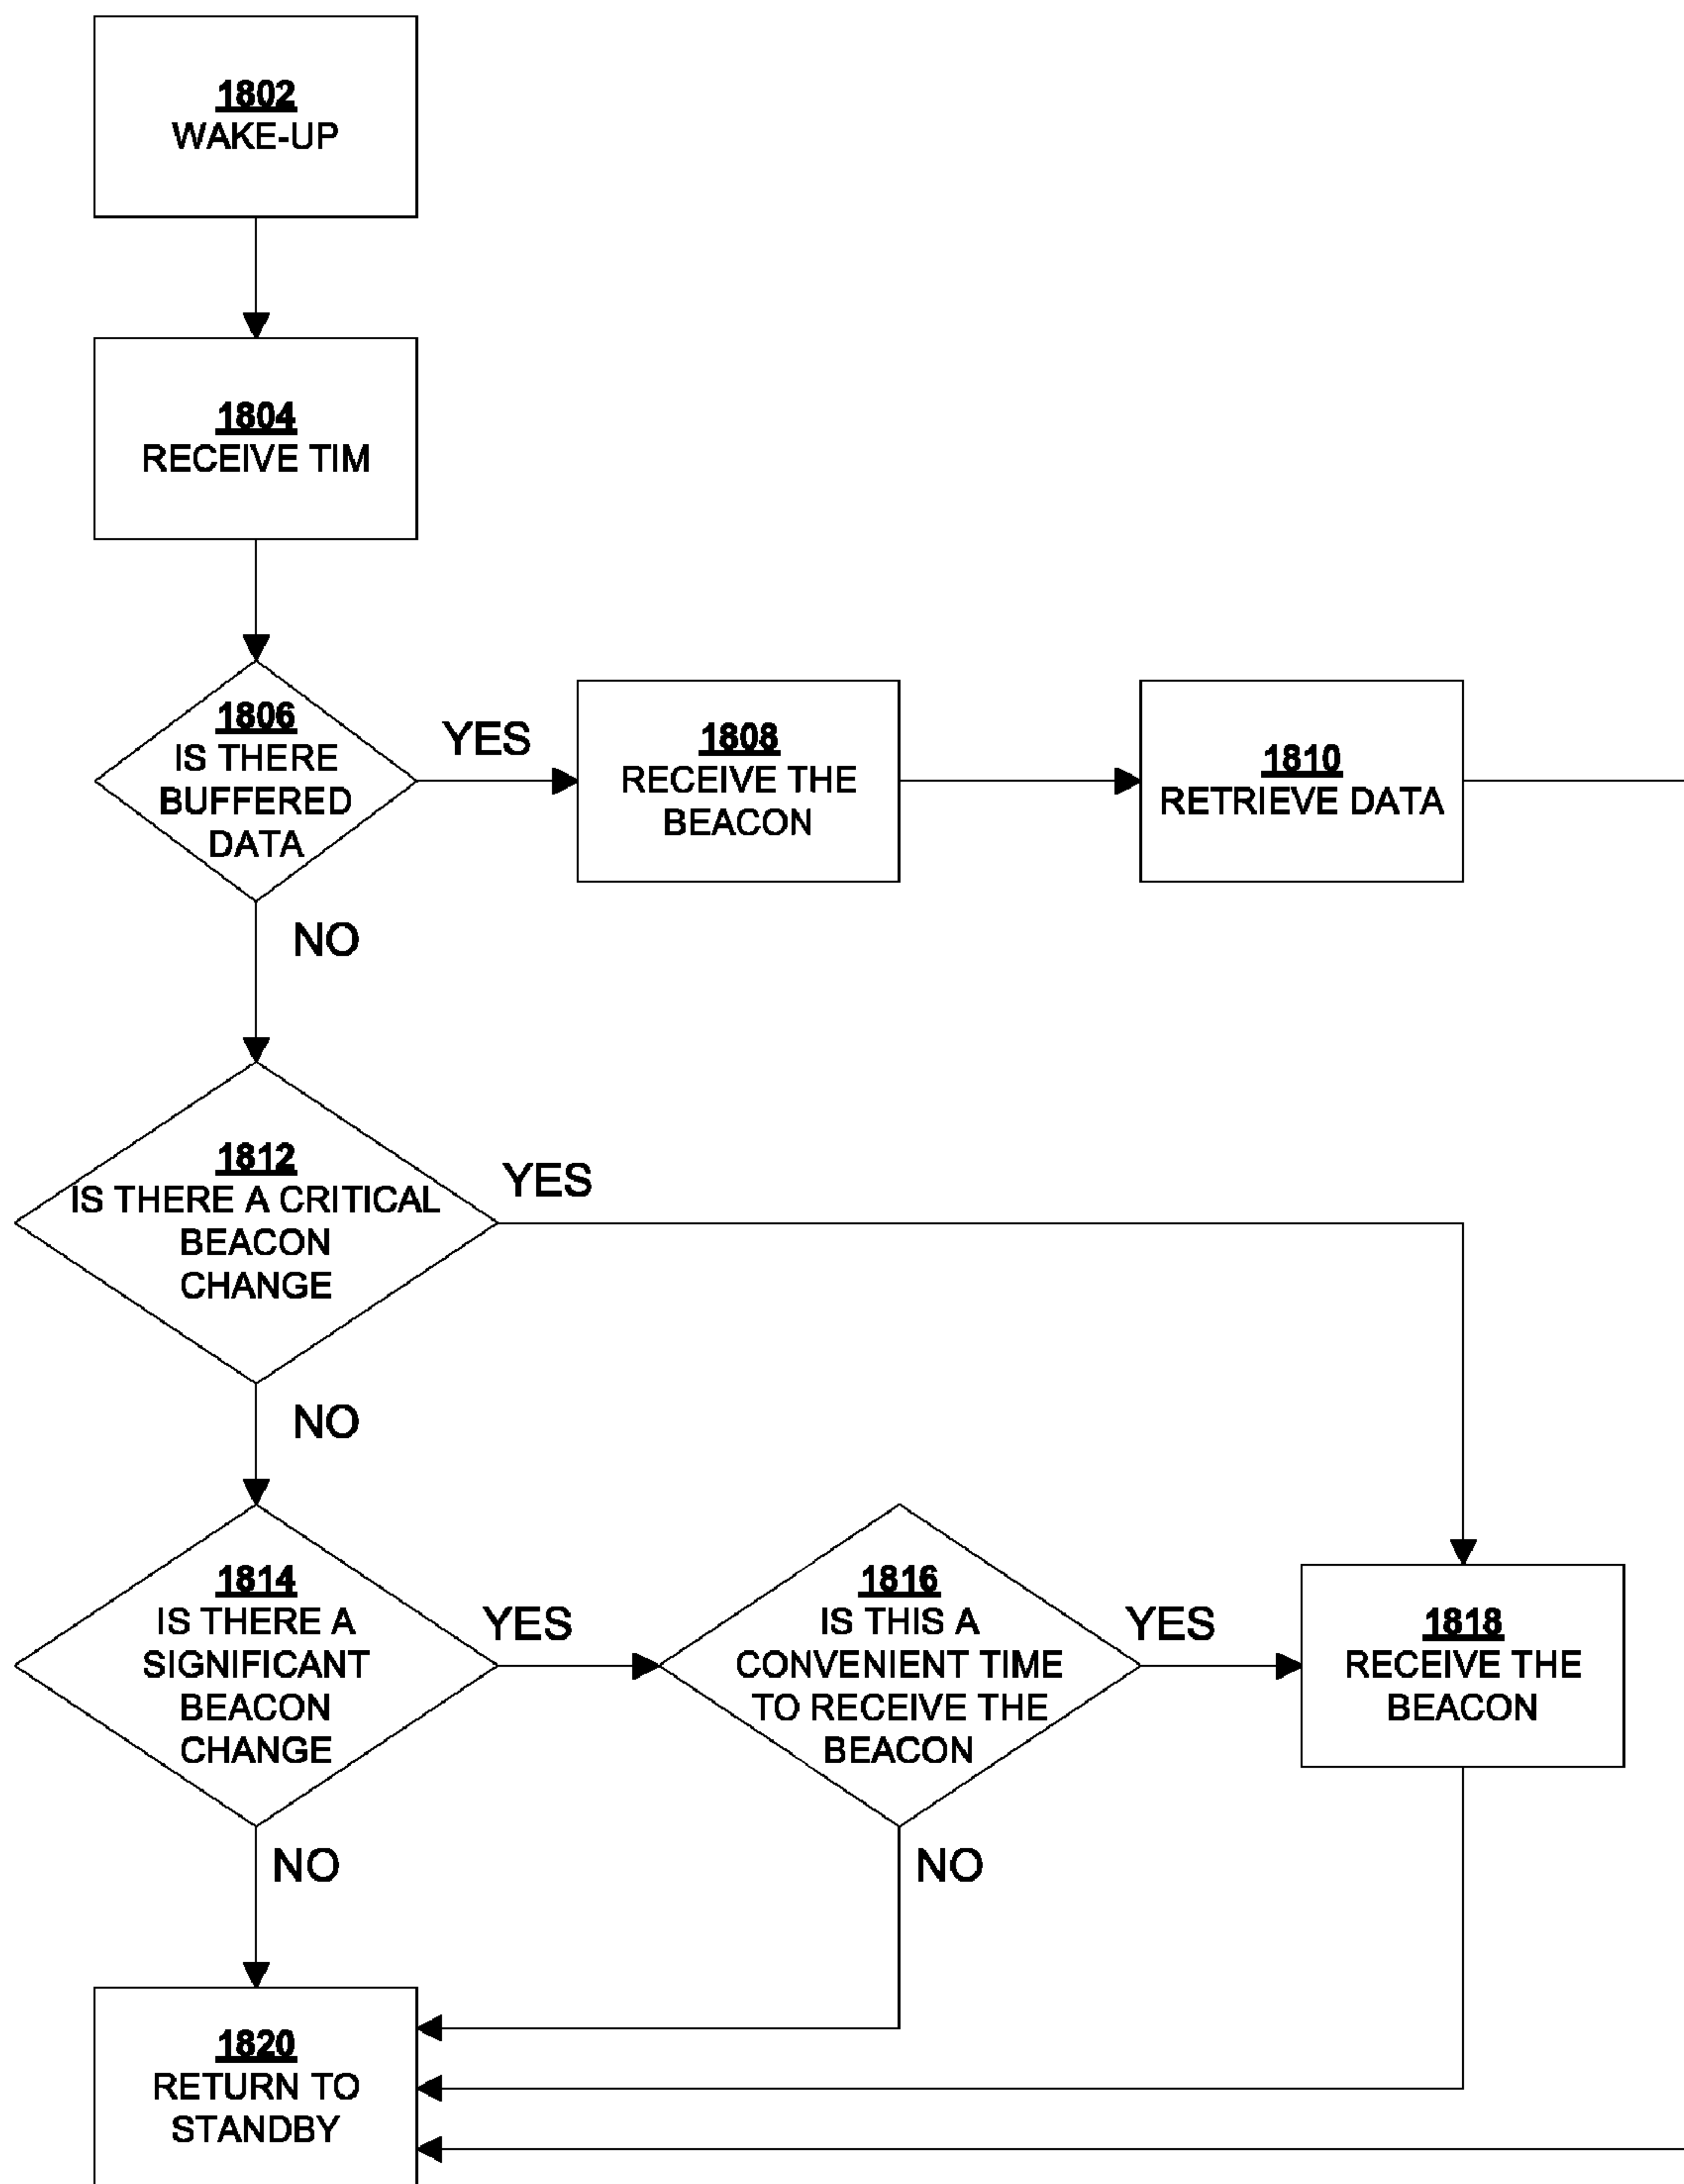 1802
WAKE-UP
1804
RECEIVE TIM
1806
IS THERE
BUFFERED
DATA
YES
1808
RECEIVE THE
BEACON
1810
RETRIEVE DATA
NO
1812
IS THERE A CRITICAL
BEACON
CHANGE
YES
NO
1814
IS THERE A
SIGNIFICANT
BEACON
CHANGE
YES
1816
IS THIS A
CONVENIENT TIME
TO RECEIVE THE
BEACON
YES
1818
RECEIVE THE
BEACON
NO
NO
1820
RETURN TO
STANDBY